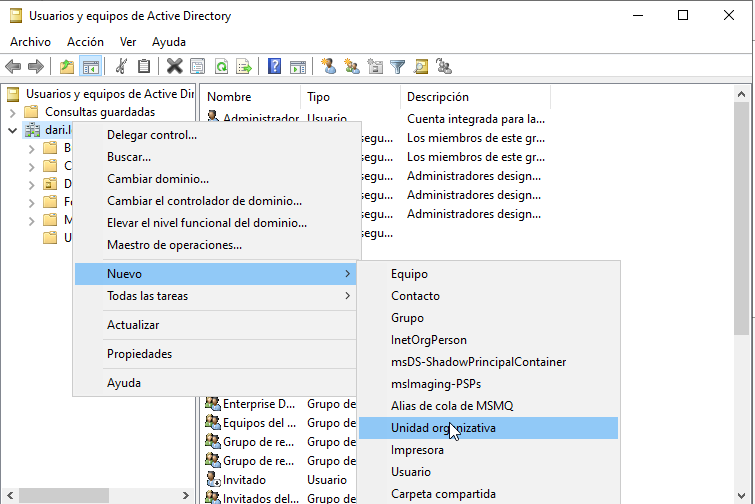 Usuarios y equipos de Active Directory
Archivo Acción Ver Ayuda
Usuarios y equipos de Active Dir
Consultas guardadas
dari.l
B
C
D
F
M
U
Nombre Tipo Descripción
Administrador Usuario Cuenta integrada para la...
segu... Los miembros de este gr...
segu... Los miembros de este gr...
segu... Administradores design...
segu... Administradores design...
segu... Administradores design...
segu...
Delegar control...
Buscar...
Cambiar dominio...
Cambiar el controlador de dominio...
Elevar el nivel funcional del dominio...
Maestro de operaciones...
Nuevo
Todas las tareas
Actualizar
Propiedades
Ayuda
Equipo
Contacto
Grupo
InetOrgPerson
msDS-ShadowPrincipalContainer
msImaging-PSPs
Alias de cola de MSMQ
Unidad organizativa
Impresora
Usuario
Carpeta compartida
Enterprise D... Grupo de
Equipos del ... Grupo de
Grupo de re... Grupo de
Grupo de re... Grupo de
Invitado Usuario
Invitados del... Grupo de